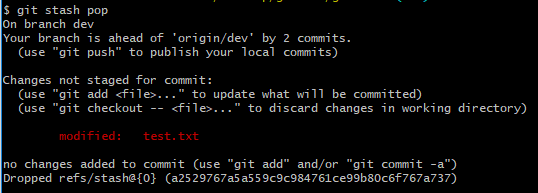 $ git stash pop
On branch dev
Your branch is ahead of 'origin/dev' by 2 commits.
  (use "git push" to publish your local commits)
Changes not staged for commit:
  (use "git add <file>..." to update what will be committed)
  (use "git checkout -- <file>..." to discard changes in working directory)
        modified:   test.txt
no changes added to commit (use "git add" and/or "git commit -a")
Dropped refs/stash@{0} (a2529767a5a559c9c984761ce99b80c6f767a737)